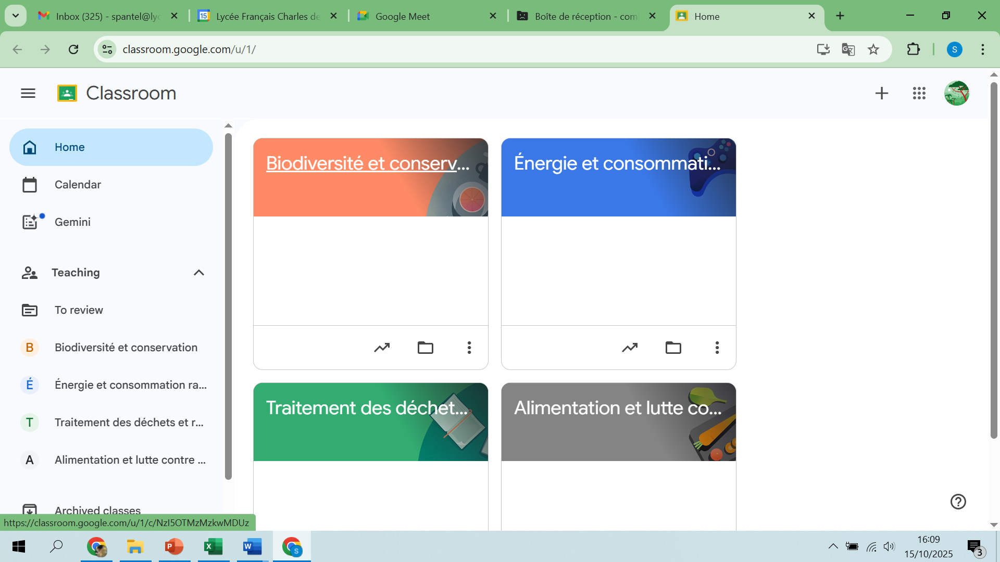 Inbox (325) - spantel@lyc
Lycée Français Charles de
Google Meet
Boîte de réception - com
Home
classroom.google.com/u/1/
S
Classroom
Home
Calendar
Gemini
Teaching
To review
B Biodiversité et conservation
É Énergie et consommation ra...
T Traitement des déchets et r...
A Alimentation et lutte contre ...
Archived classes
Biodiversité et conserv...
Énergie et consommati...
Traitement des déchet...
Alimentation et lutte co...
https://classroom.google.com/u/1/c/NzI5OTMzMzkwMDUz
16:09
15/10/2025
3